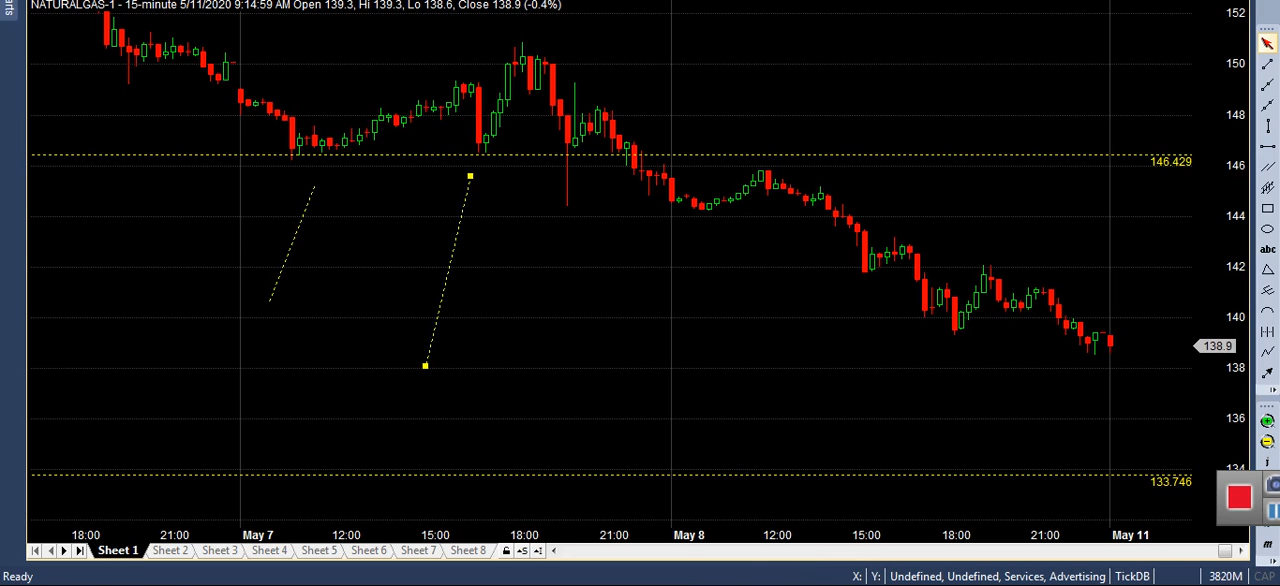 arts
NATURALGAS-1 - 15-minute 5/11/2020 9:14:59 AM Open 139.3, Hi 139.3, Lo 138.6, Close 138.9 (-0.4%)
152
150
148
146.429
146
144
142
140
138.9
138
136
134
133.746
18:00 21:00 May 7 12:00 15:00 18:00 21:00 May 8 12:00 15:00 18:00 21:00 May 11
abc
i
m
Sheet 1 Sheet 2 Sheet 3 Sheet 4 Sheet 5 Sheet 6 Sheet 7 Sheet 8
Ready X: Y: Undefined, Undefined, Services, Advertising TickDB 3820M CAP